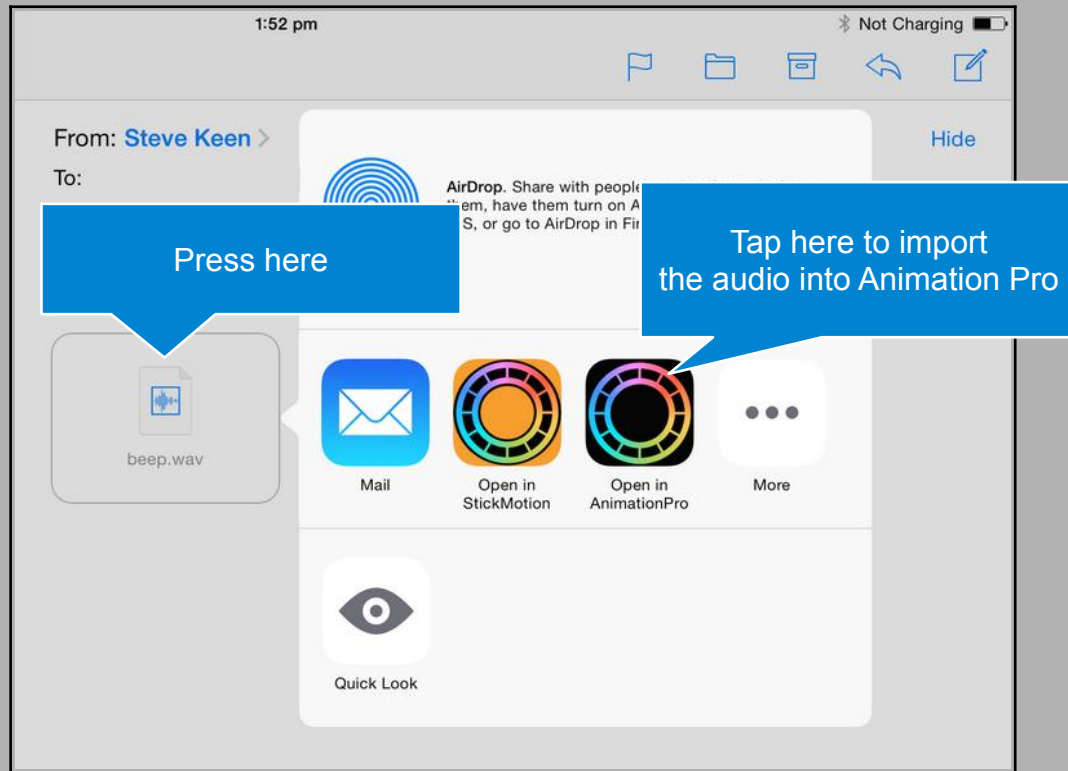 1:52 pm
Not Charging
From: Steve Keen >
Hide
To:
AirDrop. Share with people
them, have them turn on A
S, or go to AirDrop in Fin
Press here
Tap here to import
the audio into Animation Pro
beep.wav
Mail
Open in
StickMotion
Open in
AnimationPro
More
Quick Look